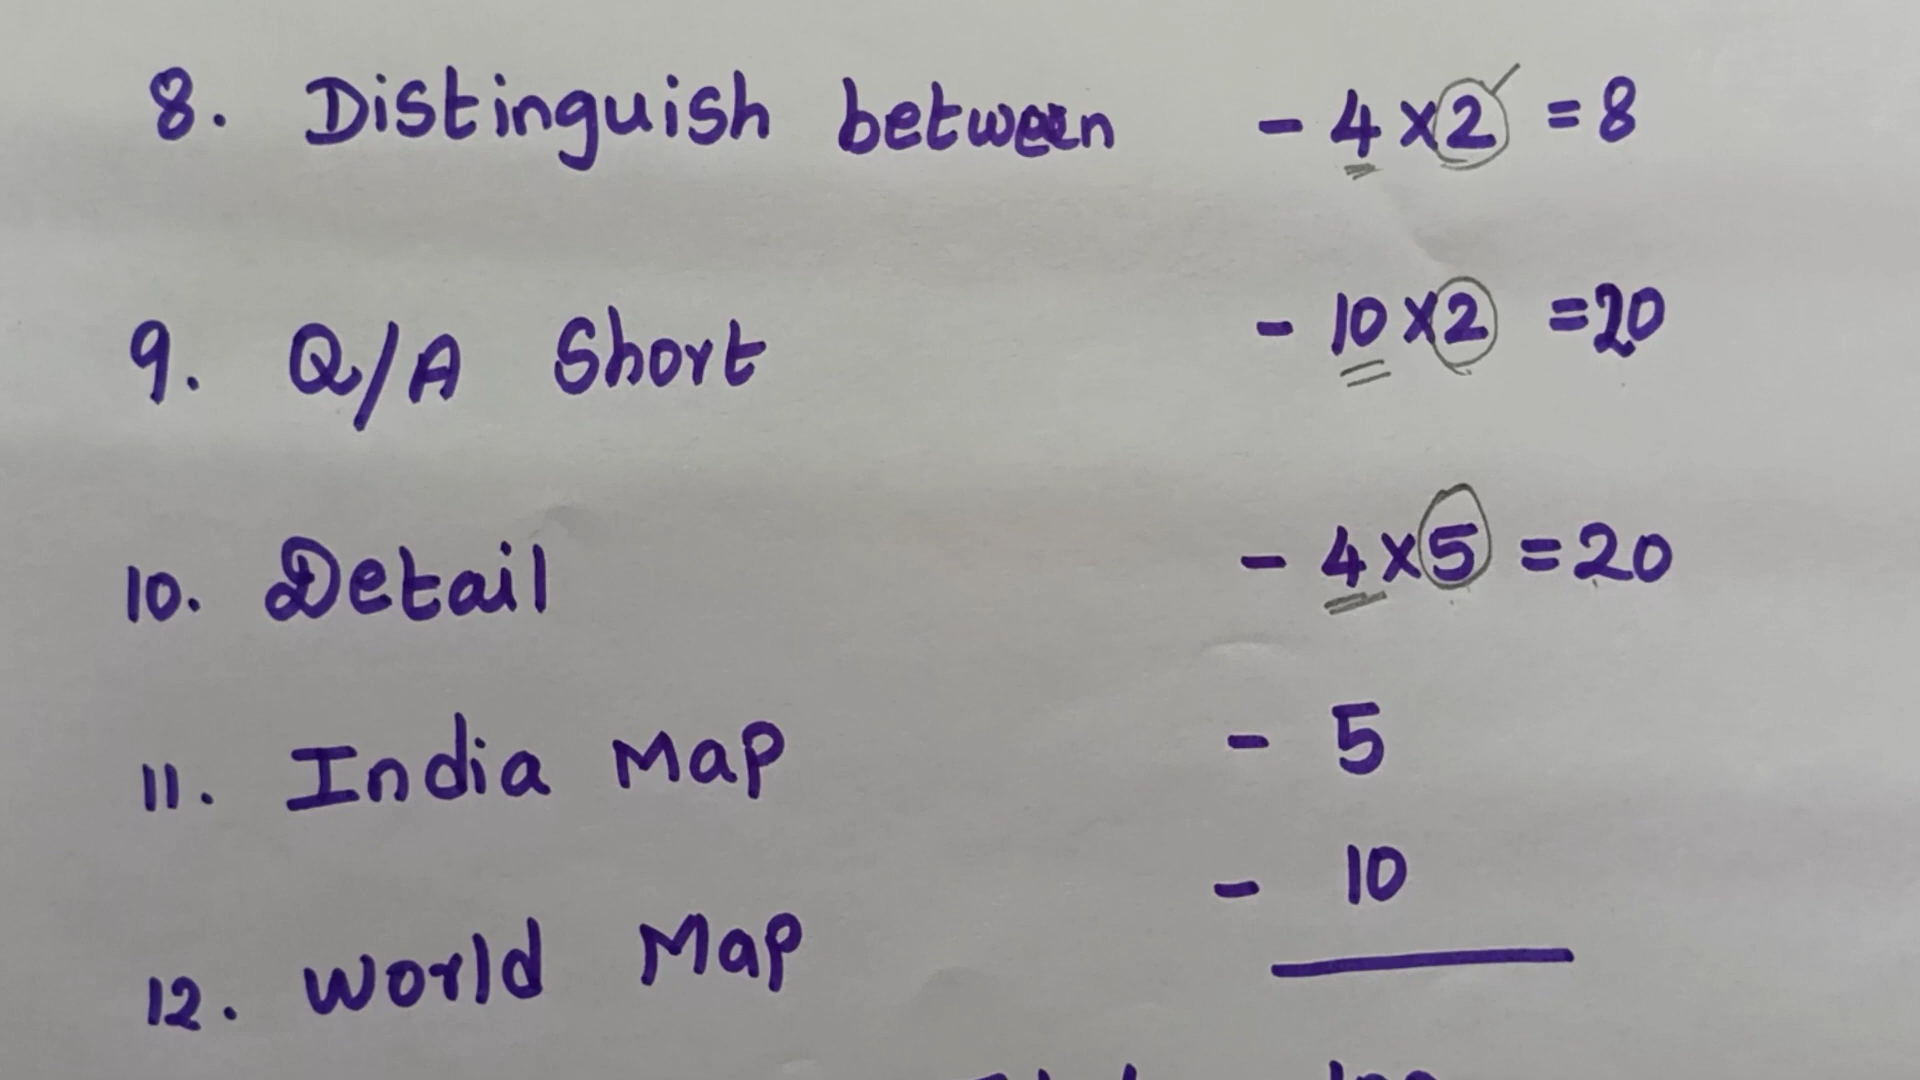 8. Distinguish between - 4 x 2 = 8
9. Q/A Short - 10 x 2 = 20
10. Detail - 4 x 5 = 20
11. India Map - 5
12. World Map - 10